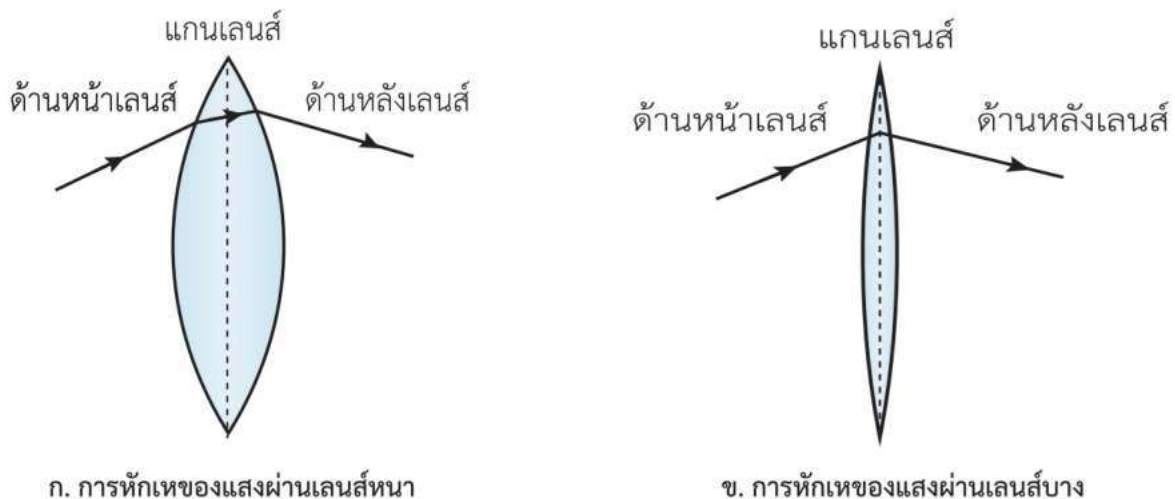 แกนเลนส์
ด้านหน้าเลนส์
ด้านหลังเลนส์
ก. การหักเหของแสงผ่านเลนส์หนา
แกนเลนส์
ด้านหน้าเลนส์
ด้านหลังเลนส์
ข. การหักเหของแสงผ่านเลนส์บาง